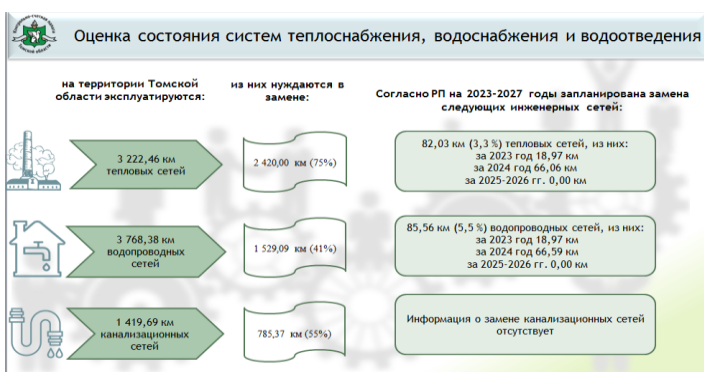 Контрольно-счетная палата
Томской области
Оценка состояния систем теплоснабжения, водоснабжения и водоотведения
на территории Томской
области эксплуатируются:
из них нуждаются в
замене:
Согласно РП на 2023-2027 годы запланирована замена
следующих инженерных сетей:
3 222,46 км
тепловых сетей
2 420,00 км (75%)
82,03 км (3,3 %) тепловых сетей, из них:
за 2023 год 18,97 км
за 2024 год 66,06 км
за 2025-2026 гг. 0,00 км
3 768,38 км
водопроводных
сетей
1 529,09 км (41%)
85,56 км (5,5 %) водопроводных сетей, из них:
за 2023 год 18,97 км
за 2024 год 66,59 км
за 2025-2026 гг. 0,00 км
1 419,69 км
канализационных
сетей
785,37 км (55%)
Информация о замене канализационных сетей
отсутствует